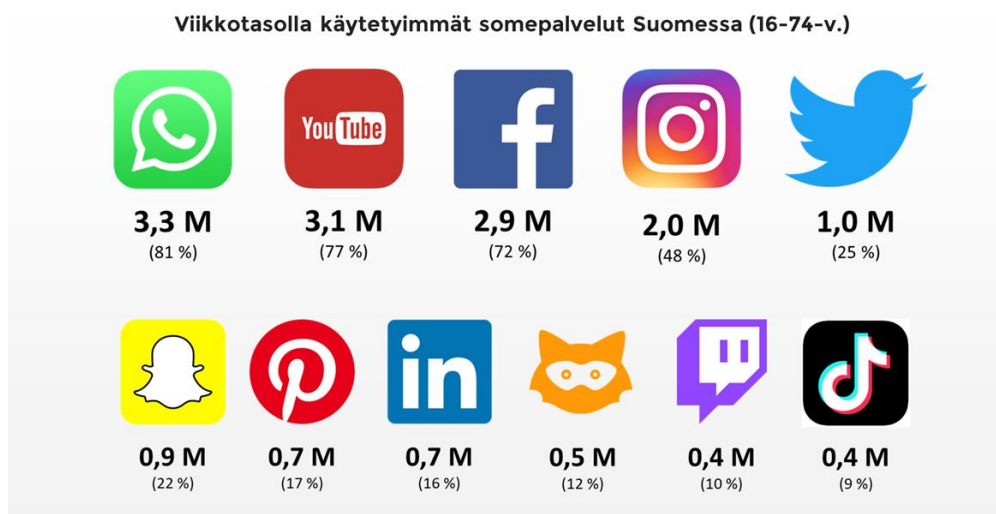 Viikkotasolla käytetyimmät somepalvelut Suomessa (16-74-v.)
You Tube
f
3,3 M
3,1 M
2,9 M
2,0 M
1,0 M
(81 %)
(77 %)
(72 %)
(48 %)
(25 %)
in
0,9 M
0,7 M
0,7 M
0,5 M
0,4 M
0,4 M
(22 %)
(17 %)
(16 %)
(12 %)
(10 %)
(9 %)